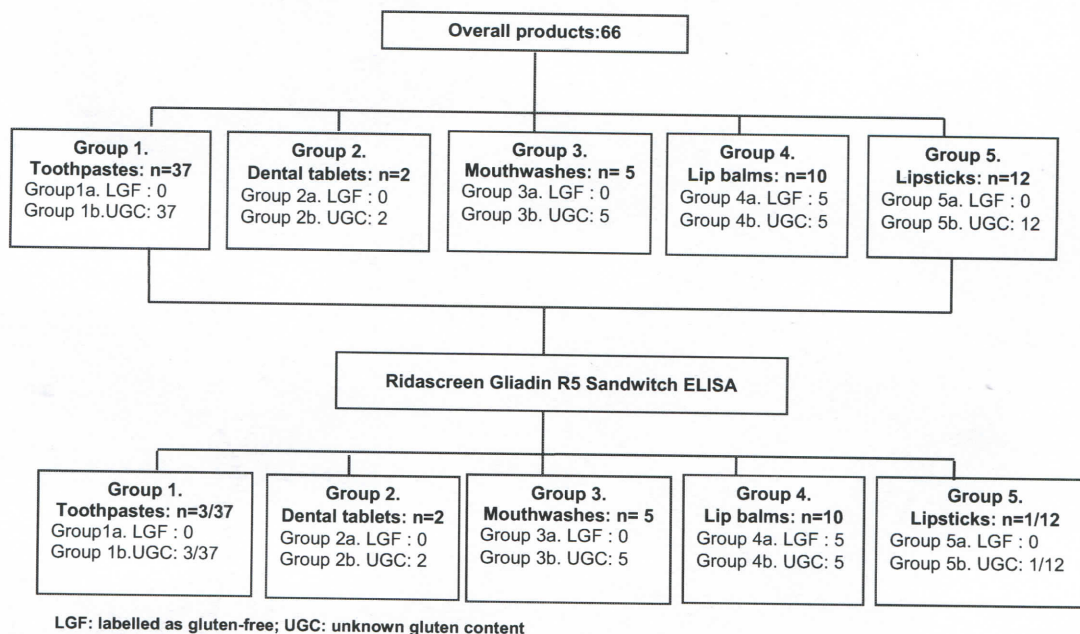 Overall products:66
Group 1.
Toothpastes: n=37
Group1a. LGF : 0
Group 1b.UGC: 37
Group 2.
Dental tablets: n=2
Group 2a. LGF : 0
Group 2b. UGC: 2
Group 3.
Mouthwashes: n= 5
Group 3a. LGF : 0
Group 3b. UGC: 5
Group 4.
Lip balms: n=10
Group 4a. LGF : 5
Group 4b. UGC: 5
Group 5.
Lipsticks: n=12
Group 5a. LGF : 0
Group 5b. UGC: 12
Ridascreen Gliadin R5 Sandwitch ELISA
Group 1.
Toothpastes: n=3/37
Group1a. LGF : 0
Group 1b.UGC: 3/37
Group 2.
Dental tablets: n=2
Group 2a. LGF : 0
Group 2b. UGC: 2
Group 3.
Mouthwashes: n= 5
Group 3a. LGF : 0
Group 3b. UGC: 5
Group 4.
Lip balms: n=10
Group 4a. LGF : 5
Group 4b. UGC: 5
Group 5.
Lipsticks: n=1/12
Group 5a. LGF : 0
Group 5b. UGC: 1/12
LGF: labelled as gluten-free; UGC: unknown gluten content